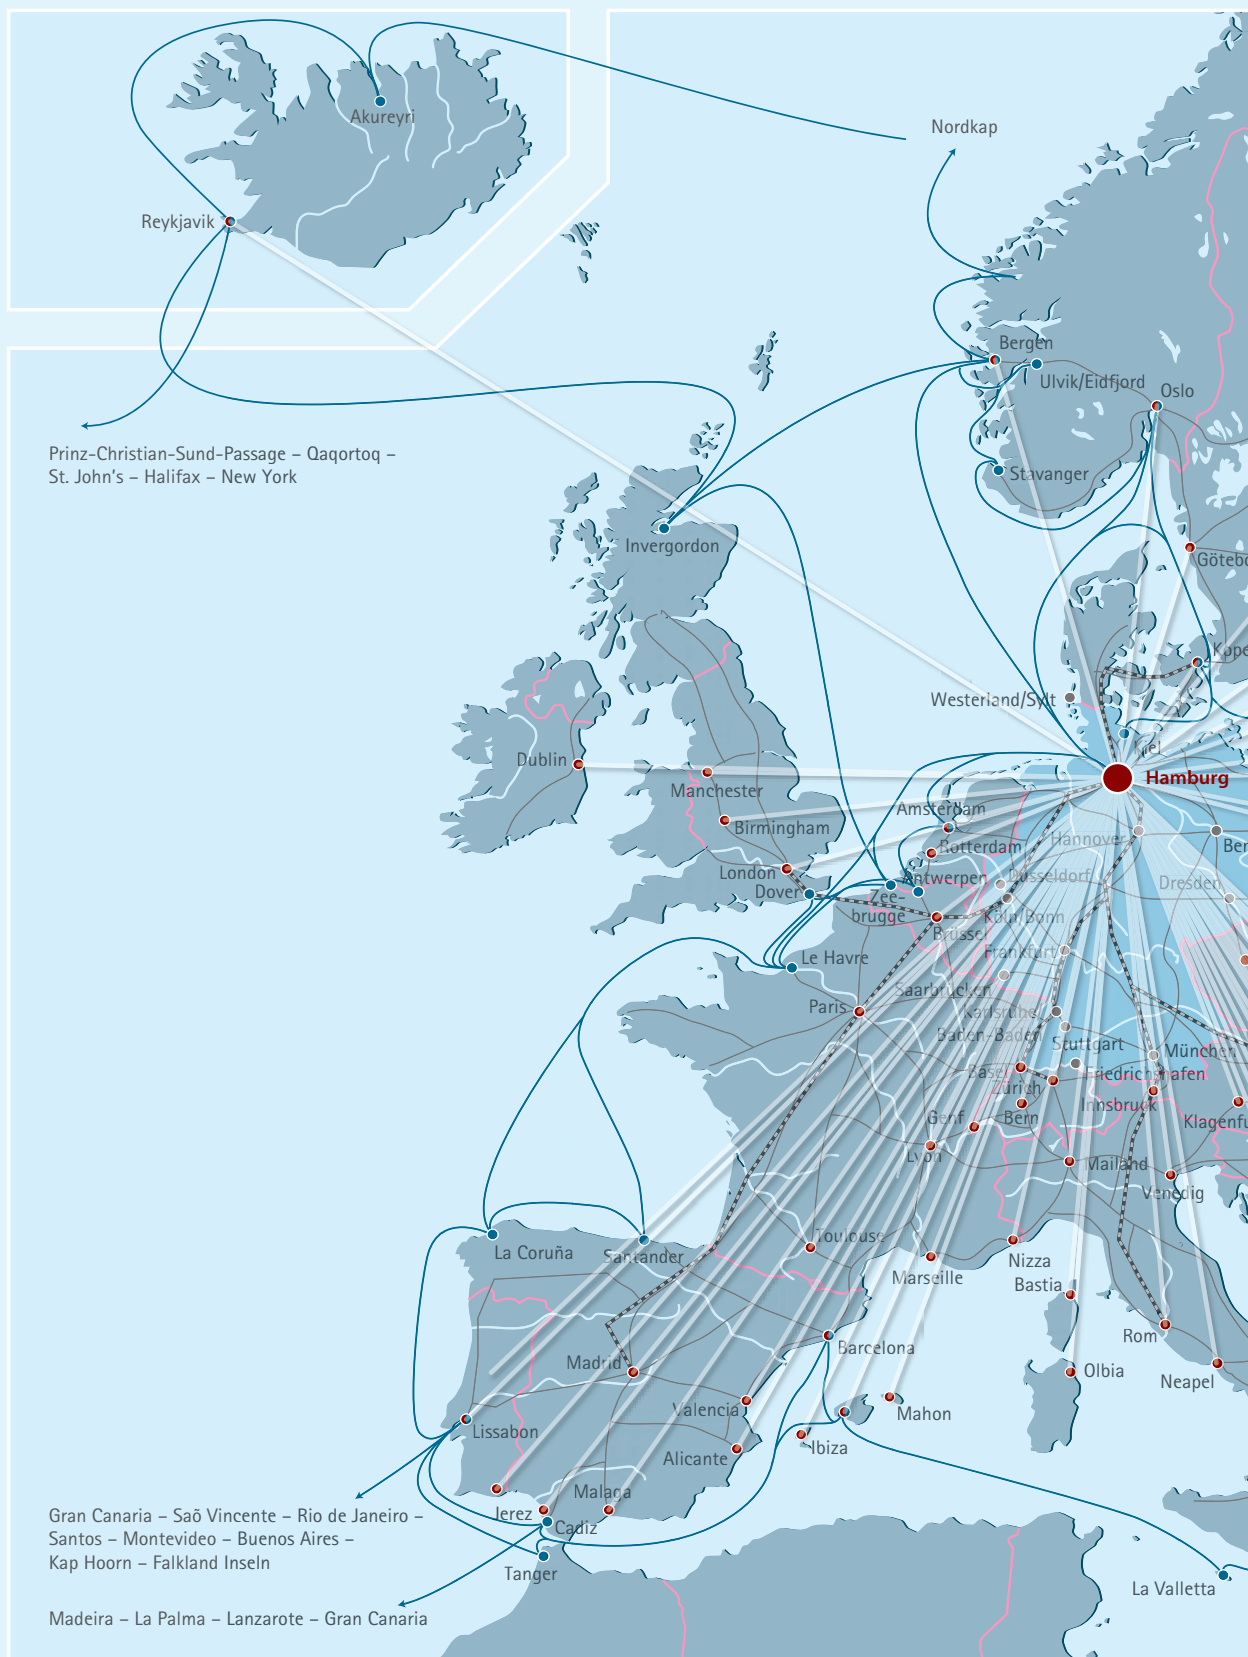 Akureyri
Nordkap
Reykjavik
Bergen
Ulvik/Eidfjord
Oslo
Prinz-Christian-Sund-Passage – Qaqortoq –
St. John's – Halifax – New York
Stavanger
Invergordon
Götebo
Kope
Westerland/Sylt
Kiel
Dublin
Hamburg
Manchester
Amsterdam
Birmingham
Hannover
Ber
Rotterdam
London
Antwerpen
Düsseldorf
Dresden
Dover
Zee-
brugge
Köln/Bonn
Brüssel
Frankfurt
Le Havre
Saarbrücken
Paris
Karlsruhe
Baden-Baden
Stuttgart
München
Basel
Friedrichshafen
Zürich
Innsbruck
Genf
Bern
Klagenfu
Lyon
Mailand
Venedig
La Coruña
Santander
Toulouse
Nizza
Marseille
Bastia
Rom
Barcelona
Madrid
Olbia
Neapel
Valencia
Mahon
Lissabon
Ibiza
Alicante
Malaga
Jerez
Gran Canaria – Saõ Vincente – Rio de Janeiro –
Cadiz
Santos – Montevideo – Buenos Aires –
Kap Hoorn – Falkland Inseln
Tanger
La Valletta
Madeira – La Palma – Lanzarote – Gran Canaria